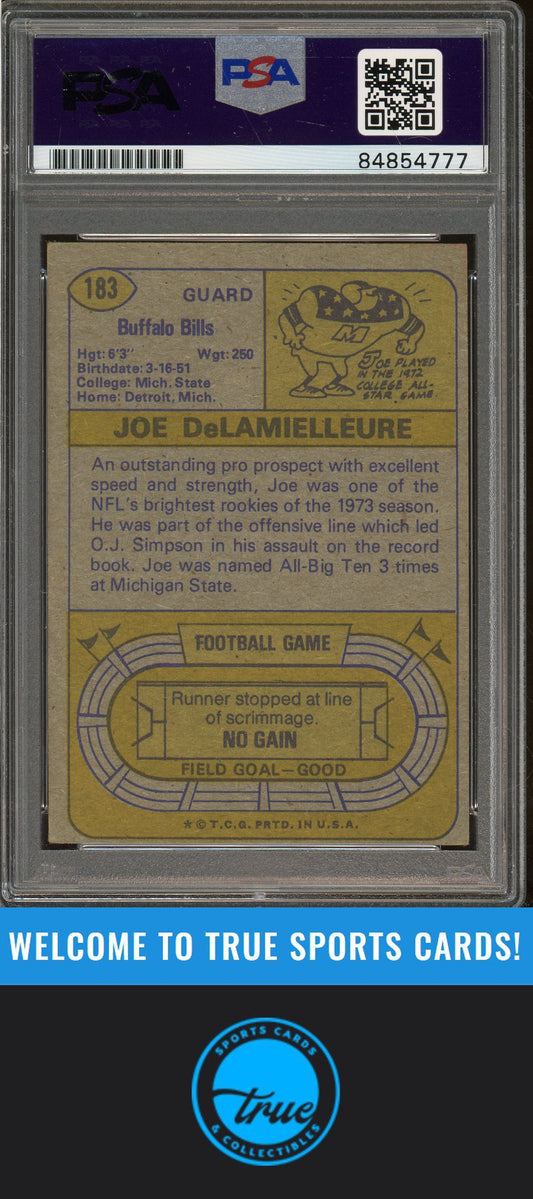 PSA
PSA
84854777
183
GUARD
Buffalo Bills
Hgt: 6'3" Wgt: 250
Birthdate: 3-16-51
College: Mich. State
Home: Detroit, Mich.
M
JOE PLAYED
IN THE 1972
COLLEGE ALL-
STAR GAME.
JOE DeLAMIELLEURE
An outstanding pro prospect with excellent
speed and strength, Joe was one of the
NFL's brightest rookies of the 1973 season.
He was part of the offensive line which led
O.J. Simpson in his assault on the record
book. Joe was named All-Big Ten 3 times
at Michigan State.
FOOTBALL GAME
Runner stopped at line
of scrimmage.
NO GAIN
FIELD GOAL—GOOD
* © T.C.G. PRTD. IN U.S.A.
WELCOME TO TRUE SPORTS CARDS!
SPORTS CARDS
true
& COLLECTIBLES